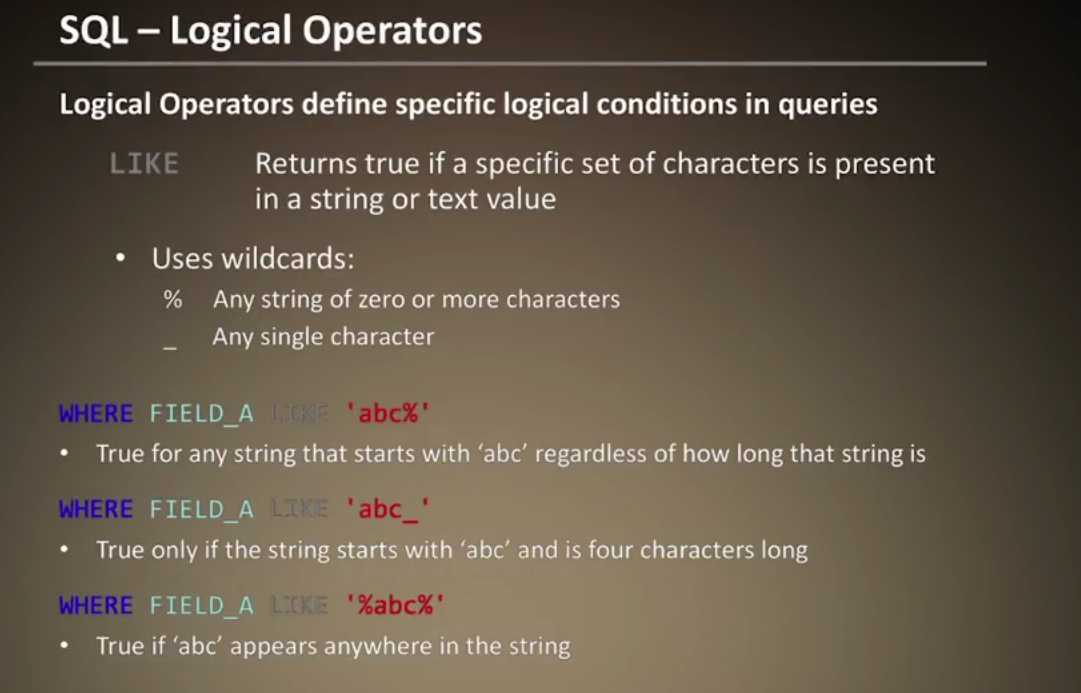 SQL – Logical Operators
Logical Operators define specific logical conditions in queries
LIKE Returns true if a specific set of characters is present
in a string or text value
• Uses wildcards:
% Any string of zero or more characters
_ Any single character
WHERE FIELD_A LIKE 'abc%'
• True for any string that starts with ‘abc’ regardless of how long that string is
WHERE FIELD_A LIKE 'abc_'
• True only if the string starts with ‘abc’ and is four characters long
WHERE FIELD_A LIKE '%abc%'
• True if ‘abc’ appears anywhere in the string